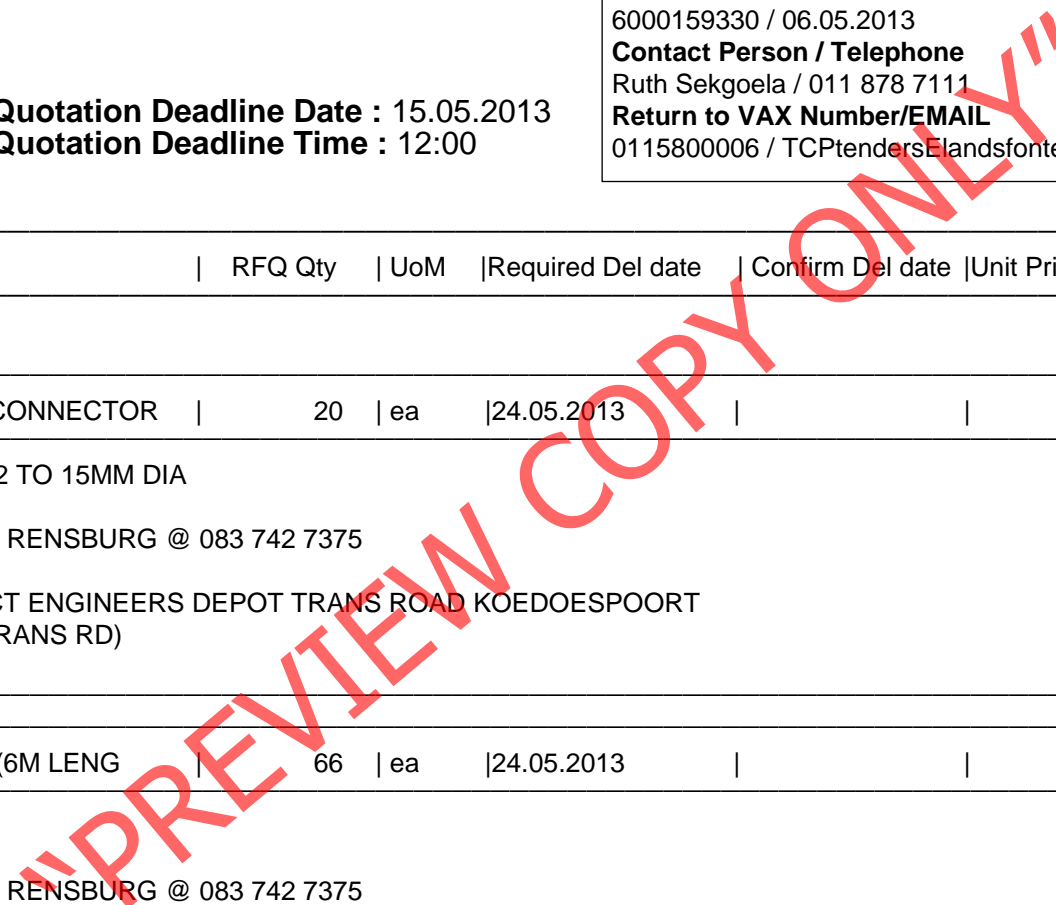 6000159330 / 06.05.2013
Contact Person / Telephone
Ruth Sekgoela / 011 878 7111
Return to VAX Number/EMAIL
0115800006 / TCPtendersElandsfonte
Quotation Deadline Date : 15.05.2013
Quotation Deadline Time : 12:00
| RFQ Qty | UoM |Required Del date | Confirm Del date |Unit Pri
CONNECTOR | 20 | ea |24.05.2013 | |
2 TO 15MM DIA
RENSBURG @ 083 742 7375
CT ENGINEERS DEPOT TRANS ROAD KOEDOESPOORT
RANS RD)
(6M LENG | 66 | ea |24.05.2013 | |
RENSBURG @ 083 742 7375
"PREVIEW COPY ONLY"